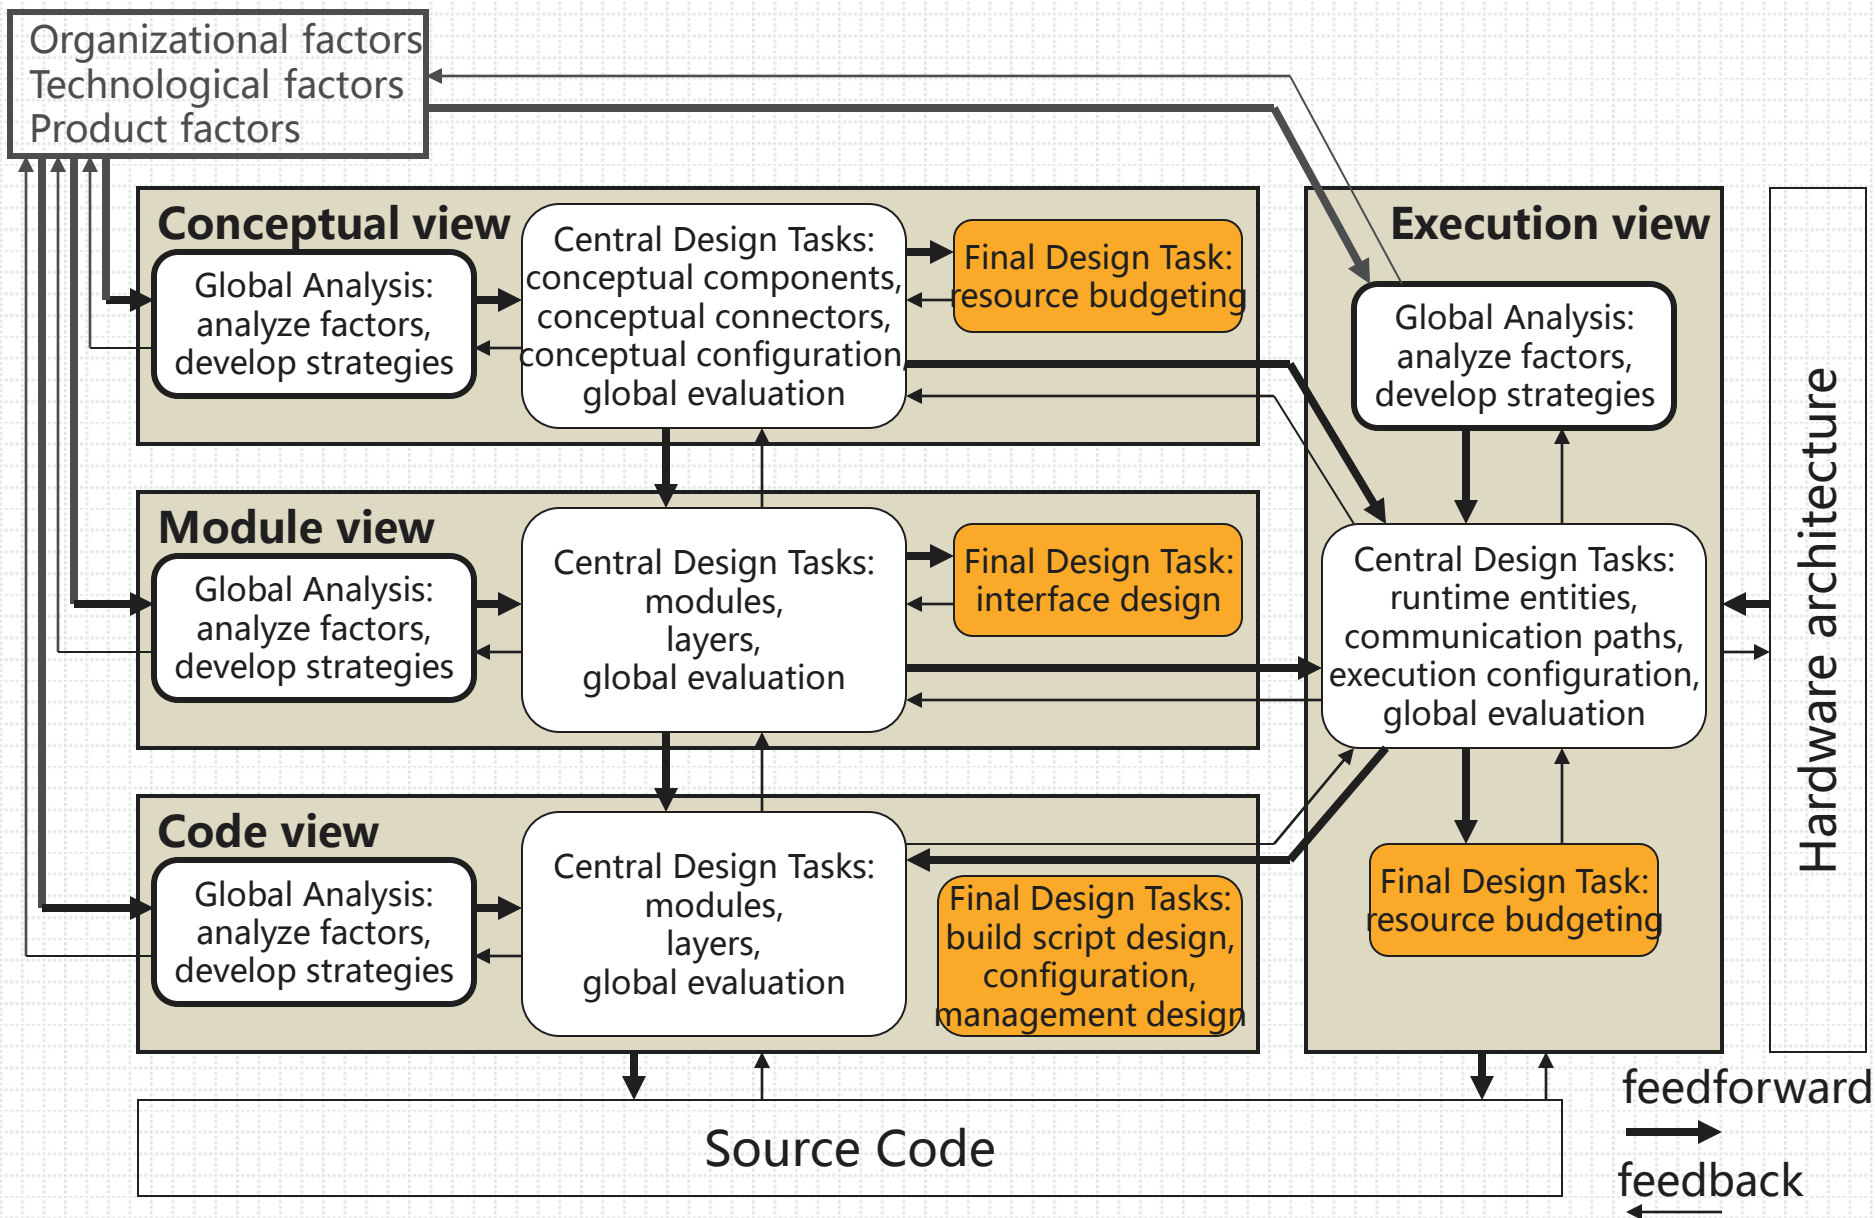 Organizational factors
Technological factors
Product factors
Conceptual view
Global Analysis:
analyze factors,
develop strategies
Central Design Tasks:
conceptual components,
conceptual connectors,
conceptual configuration,
global evaluation
Final Design Task:
resource budgeting
Module view
Global Analysis:
analyze factors,
develop strategies
Central Design Tasks:
modules,
layers,
global evaluation
Final Design Task:
interface design
Code view
Global Analysis:
analyze factors,
develop strategies
Central Design Tasks:
modules,
layers,
global evaluation
Final Design Tasks:
build script design,
configuration,
management design
Execution view
Global Analysis:
analyze factors,
develop strategies
Central Design Tasks:
runtime entities,
communication paths,
execution configuration,
global evaluation
Final Design Task:
resource budgeting
Hardware architecture
Source Code
feedforward
feedback